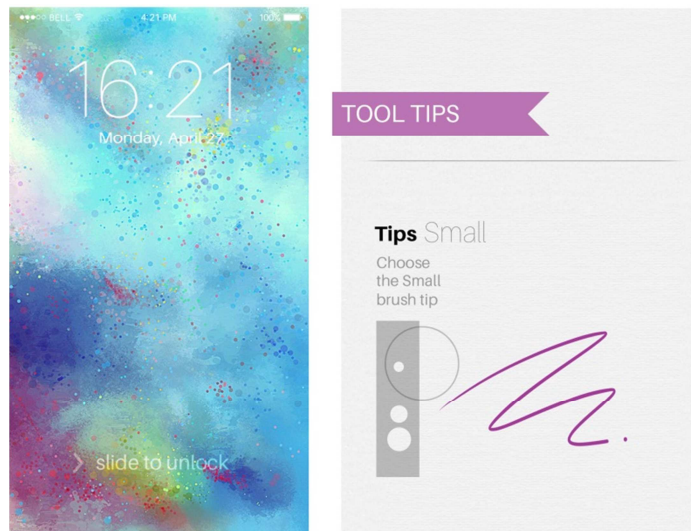 BELL 4:21 PM 100%
16:21
Monday, April 27
slide to unlock
TOOL TIPS
Tips Small
Choose
the Small
brush tip